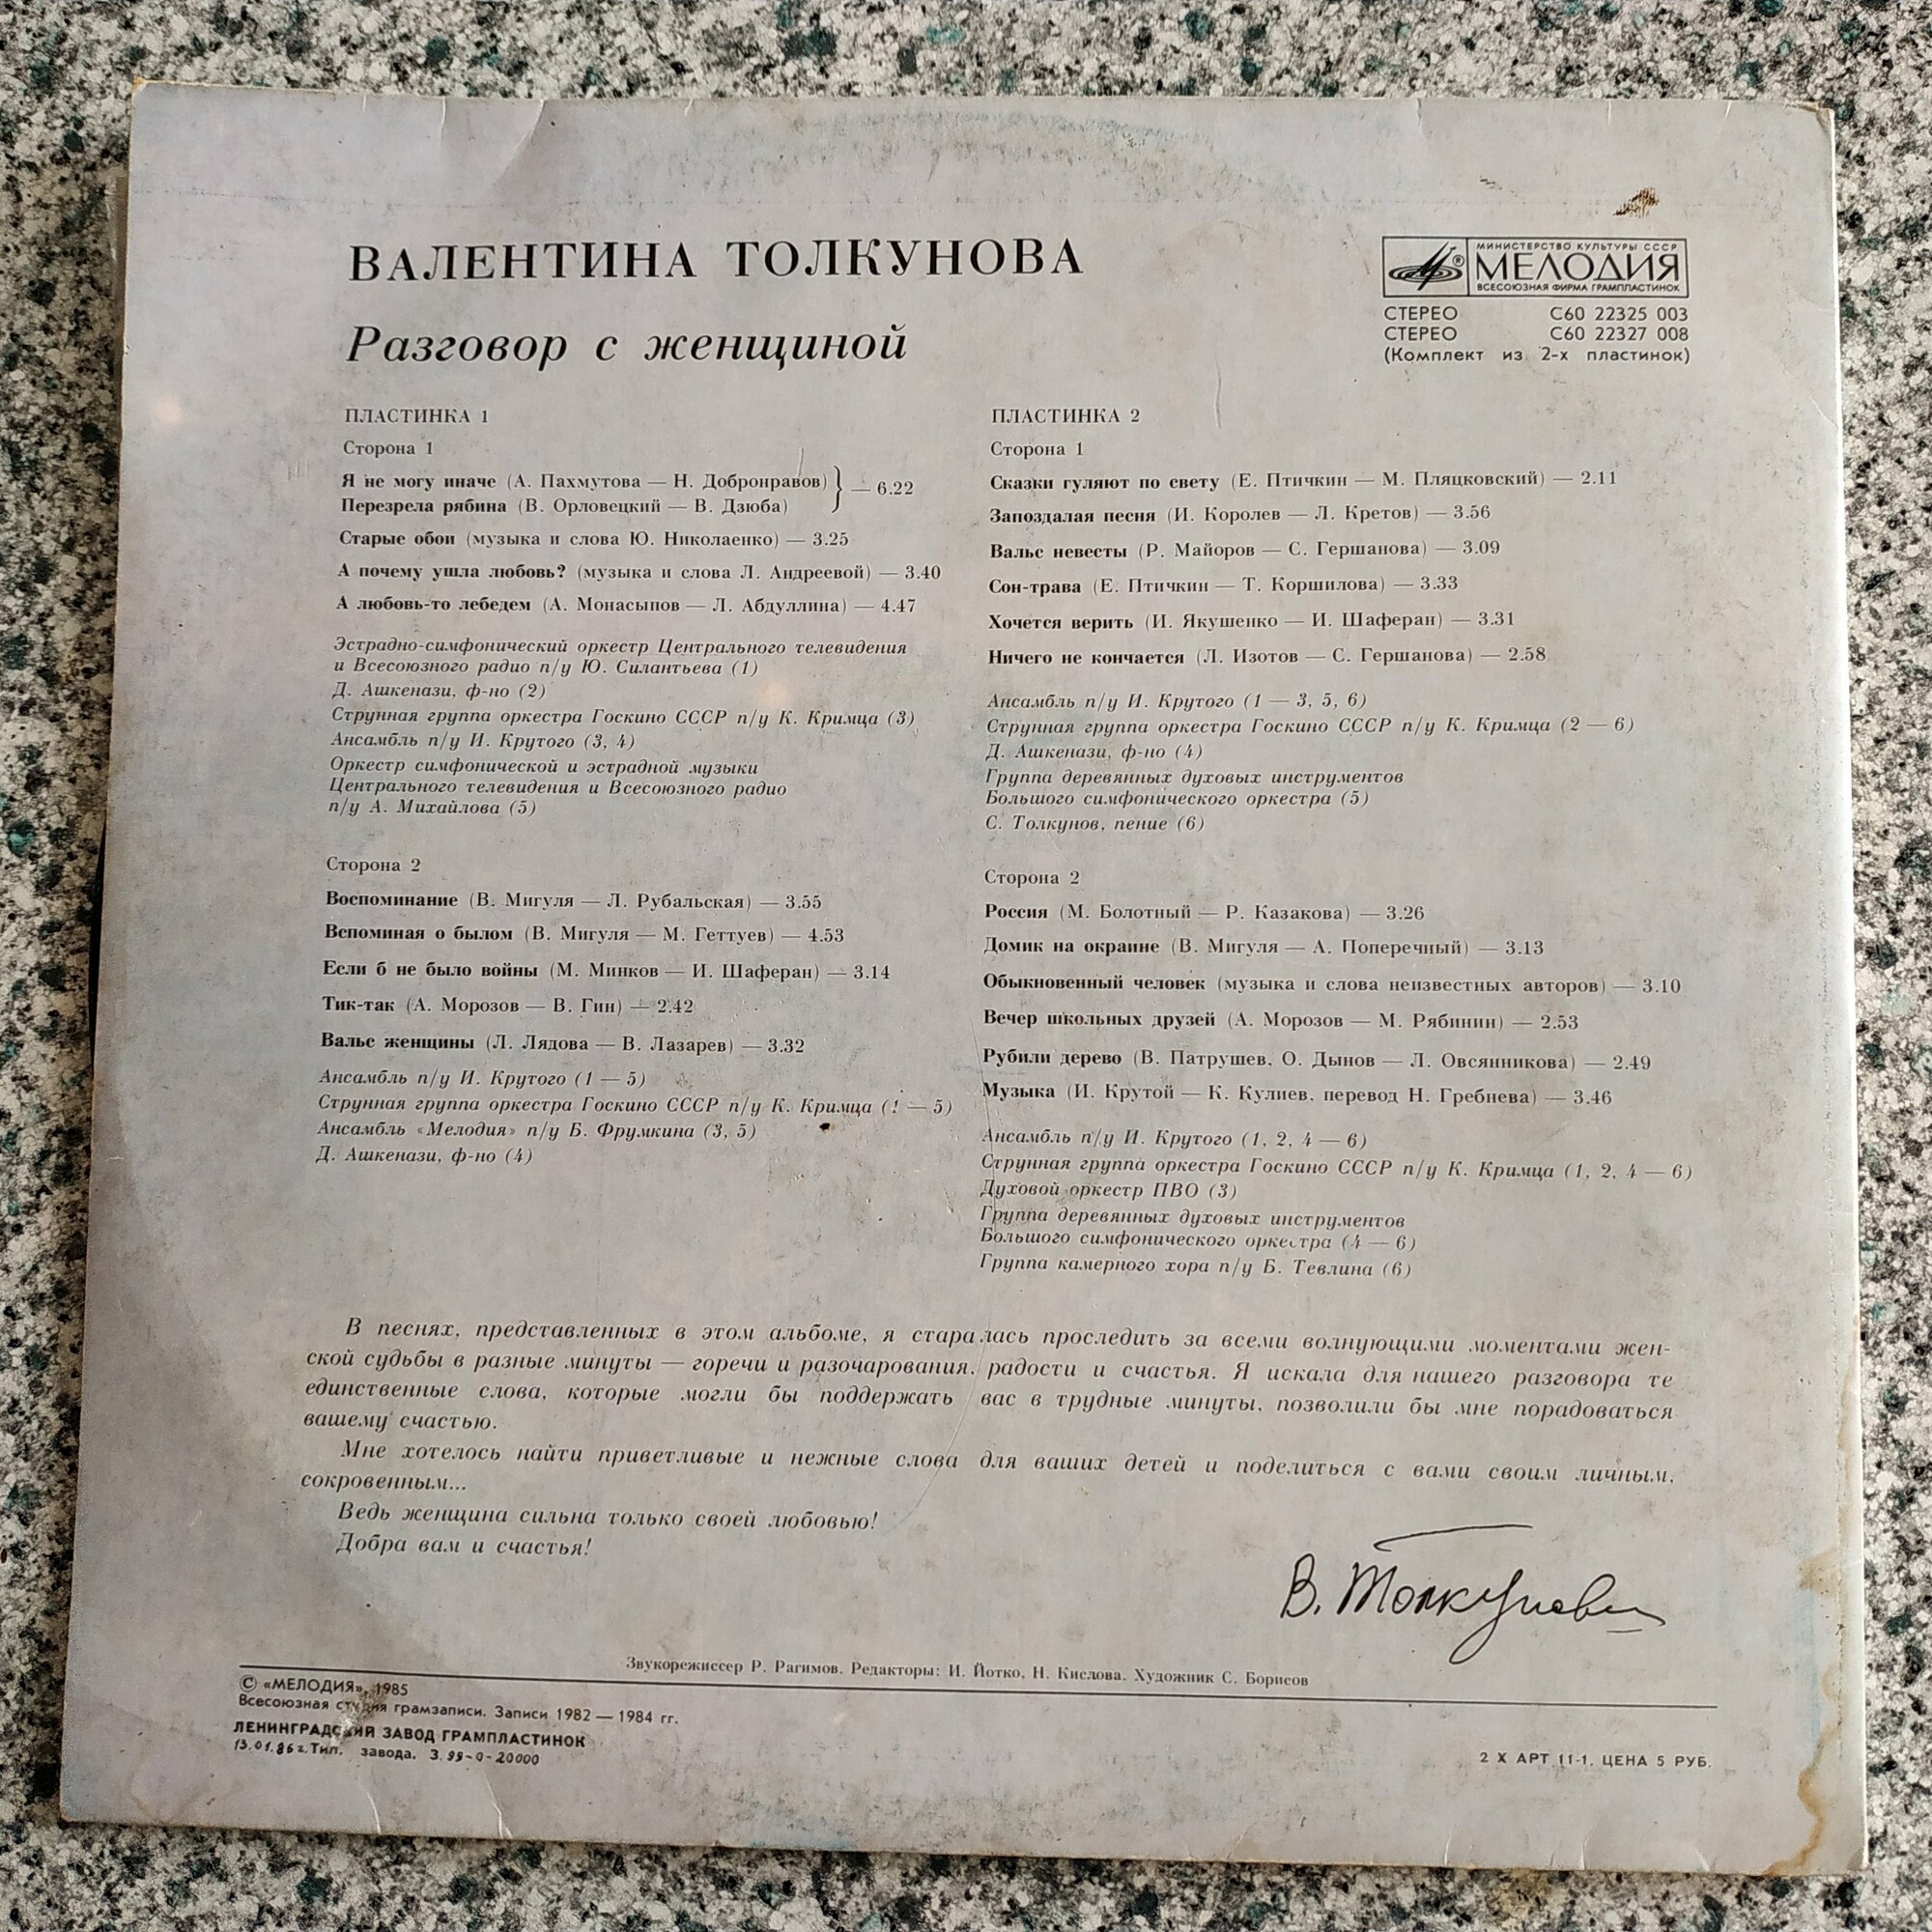 ВАЛЕНТИНА ТОЛКУНОВА
Разговор с женщиной
МИНИСТЕРСТВО КУЛЬТУРЫ СССР
МЕЛОДИЯ
ВСЕСОЮЗНАЯ ФИРМА ГРАМПЛАСТИНОК
СТЕРЕО С60 22325 003
СТЕРЕО С60 22327 008
(Комплект из 2-х пластинок)
ПЛАСТИНКА 1
Сторона 1
Я не могу иначе (А. Пахмутова — Н. Добронравов)
Перезрела рябина (В. Орловецкий — В. Дзюба) } — 6.22
Старые обои (музыка и слова Ю. Николаенко) — 3.25
А почему ушла любовь? (музыка и слова Л. Андреевой) — 3.40
А любовь-то лебедем (А. Монасыпов — Л. Абдуллина) — 4.47
Эстрадно-симфонический оркестр Центрального телевидения
и Всесоюзного радио п/у Ю. Силантьева (1)
Д. Ашкенази, ф-но (2)
Струнная группа оркестра Госкино СССР п/у К. Кримца (3)
Ансамбль п/у И. Крутого (3, 4)
Оркестр симфонической и эстрадной музыки
Центрального телевидения и Всесоюзного радио
п/у А. Михайлова (5)
Сторона 2
Воспоминание (В. Мигуля — Л. Рубальская) — 3.55
Вспоминая о былом (В. Мигуля — М. Геттуев) — 4.53
Если б не было войны (М. Минков — И. Шаферан) — 3.14
Тик-так (А. Морозов — В. Гин) — 2.42
Вальс женщины (Л. Лядова — В. Лазарев) — 3.32
Ансамбль п/у И. Крутого (1 — 5)
Струнная группа оркестра Госкино СССР п/у К. Кримца (1 — 5)
Ансамбль «Мелодия» п/у Б. Фрумкина (3, 5)
Д. Ашкенази, ф-но (4)
ПЛАСТИНКА 2
Сторона 1
Сказки гуляют по свету (Е. Птичкин — М. Пляцковский) — 2.11
Запоздалая песня (И. Королев — Л. Кретов) — 3.56
Вальс невесты (Р. Майоров — С. Гершанова) — 3.09
Сон-трава (Е. Птичкин — Т. Коршилова) — 3.33
Хочется верить (И. Якушенко — И. Шаферан) — 3.31
Ничего не кончается (Л. Изотов — С. Гершанова) — 2.58
Ансамбль п/у И. Крутого (1 — 3, 5, 6)
Струнная группа оркестра Госкино СССР п/у К. Кримца (2 — 6)
Д. Ашкенази, ф-но (4)
Группа деревянных духовых инструментов
Большого симфонического оркестра (5)
С. Толкунов, пение (6)
Сторона 2
Россия (М. Болотный — Р. Казакова) — 3.26
Домик на окраине (В. Мигуля — А. Поперечный) — 3.13
Обыкновенный человек (музыка и слова неизвестных авторов) — 3.10
Вечер школьных друзей (А. Морозов — М. Рябинин) — 2.53
Рубили дерево (В. Патрушев, О. Дынов — Л. Овсянникова) — 2.49
Музыка (И. Крутой — К. Кулиев, перевод Н. Гребнева) — 3.46
Ансамбль п/у И. Крутого (1, 2, 4 — 6)
Струнная группа оркестра Госкино СССР п/у К. Кримца (1, 2, 4 — 6)
Духовой оркестр ПВО (3)
Группа деревянных духовых инструментов
Большого симфонического оркестра (4 — 6)
Группа камерного хора п/у Б. Тевлина (6)
В песнях, представленных в этом альбоме, я старалась проследить за всеми волнующими моментами жен-
ской судьбы в разные минуты — горечи и разочарования, радости и счастья. Я искала для нашего разговора те
единственные слова, которые могли бы поддержать вас в трудные минуты, позволили бы мне порадоваться
вашему счастью.
Мне хотелось найти приветливые и нежные слова для ваших детей и поделиться с вами своим личным,
сокровенным...
Ведь женщина сильна только своей любовью!
Добра вам и счастья!
В. Толкунова
Звукорежиссер Р. Рагимов. Редакторы: И. Йотко, Н. Кислова. Художник С. Борисов
© «МЕЛОДИЯ», 1985
Всесоюзная студия грамзаписи. Записи 1982 — 1984 гг.
ЛЕНИНГРАДСКИЙ ЗАВОД ГРАМПЛАСТИНОК
13.01.86 г. Тип. завода. З. 99-0-20000
2 X АРТ 11-1. ЦЕНА 5 РУБ.